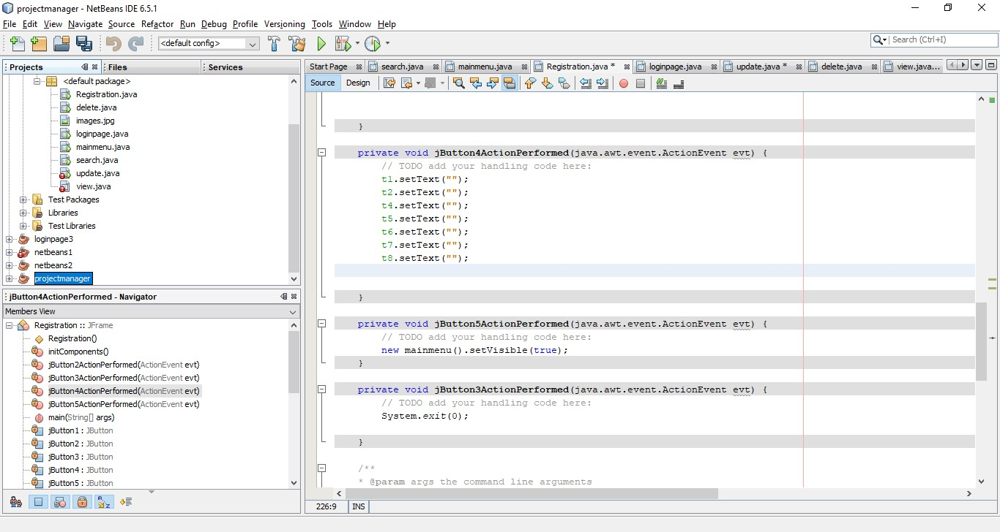 projectmanager - NetBeans IDE 6.5.1
File Edit View Navigate Source Refactor Run Debug Profile Versioning Tools Window Help
<default config>
Search (Ctrl+I)
Projects Files Services
<default package>
Registration.java
delete.java
images.jpg
loginpage.java
mainmenu.java
search.java
update.java
view.java
Test Packages
Libraries
Test Libraries
loginpage3
netbeans1
netbeans2
projectmanager
jButton4ActionPerformed - Navigator
Members View
Registration :: JFrame
Registration()
initComponents()
jButton2ActionPerformed(ActionEvent evt)
jButton3ActionPerformed(ActionEvent evt)
jButton4ActionPerformed(ActionEvent evt)
jButton5ActionPerformed(ActionEvent evt)
main(String[] args)
jButton1 : JButton
jButton2 : JButton
jButton3 : JButton
jButton4 : JButton
jButton5 : JButton
Start Page search.java mainmenu.java Registration.java * loginpage.java update.java * delete.java view.java...
Source Design
}
private void jButton4ActionPerformed(java.awt.event.ActionEvent evt) {
// TODO add your handling code here:
t1.setText("");
t2.setText("");
t4.setText("");
t5.setText("");
t6.setText("");
t7.setText("");
t8.setText("");
}
private void jButton5ActionPerformed(java.awt.event.ActionEvent evt) {
// TODO add your handling code here:
new mainmenu().setVisible(true);
}
private void jButton3ActionPerformed(java.awt.event.ActionEvent evt) {
// TODO add your handling code here:
System.exit(0);
}
/**
* @param args the command line arguments
226:9 INS